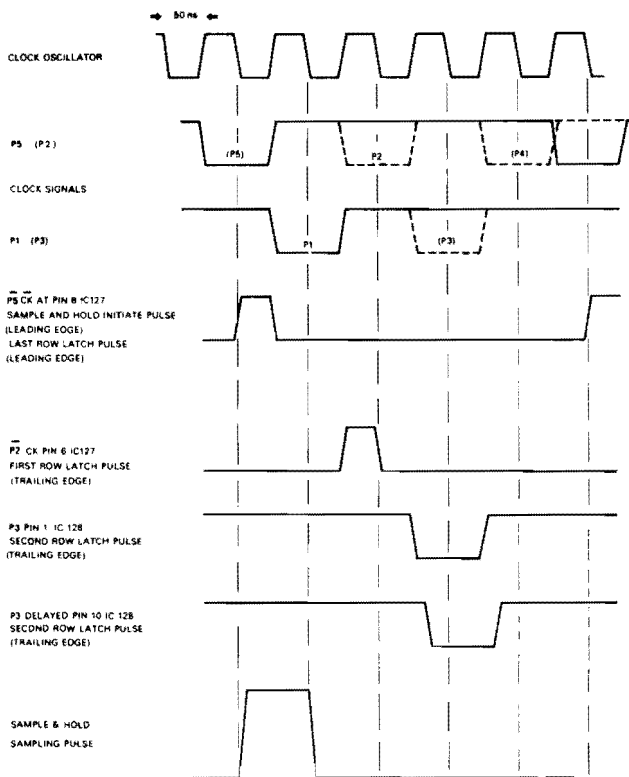 50 ns
CLOCK OSCILLATOR
P5 (P2)
(P5)
P2
(P4)
CLOCK SIGNALS
P1 (P3)
P1
(P3)
P5 CK AT PIN 8 IC127
SAMPLE AND HOLD INITIATE PULSE
(LEADING EDGE)
LAST ROW LATCH PULSE
(LEADING EDGE)
P2 CK PIN 6 IC127
FIRST ROW LATCH PULSE
(TRAILING EDGE)
P3 PIN 1 IC 128
SECOND ROW LATCH PULSE
(TRAILING EDGE)
P3 DELAYED PIN 10 IC 128
SECOND ROW LATCH PULSE
(TRAILING EDGE)
SAMPLE & HOLD
SAMPLING PULSE